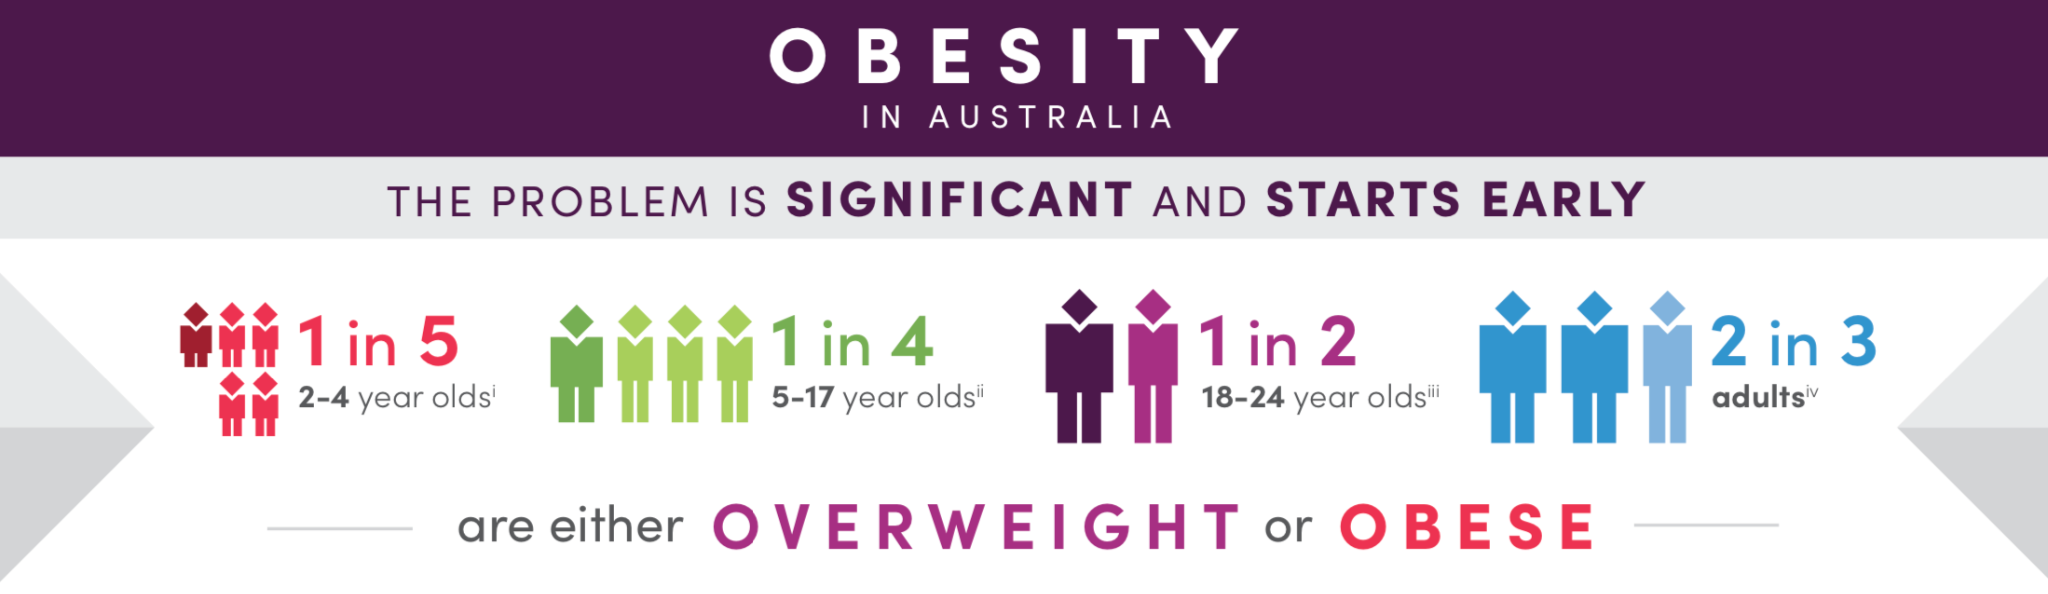 OBESITY
IN AUSTRALIA
THE PROBLEM IS SIGNIFICANT AND STARTS EARLY
1 in 5
2-4 year oldsⁱ
1 in 4
5-17 year oldsⁱⁱ
1 in 2
18-24 year oldsⁱⁱⁱ
2 in 3
adultsⁱᵛ
are either OVERWEIGHT or OBESE